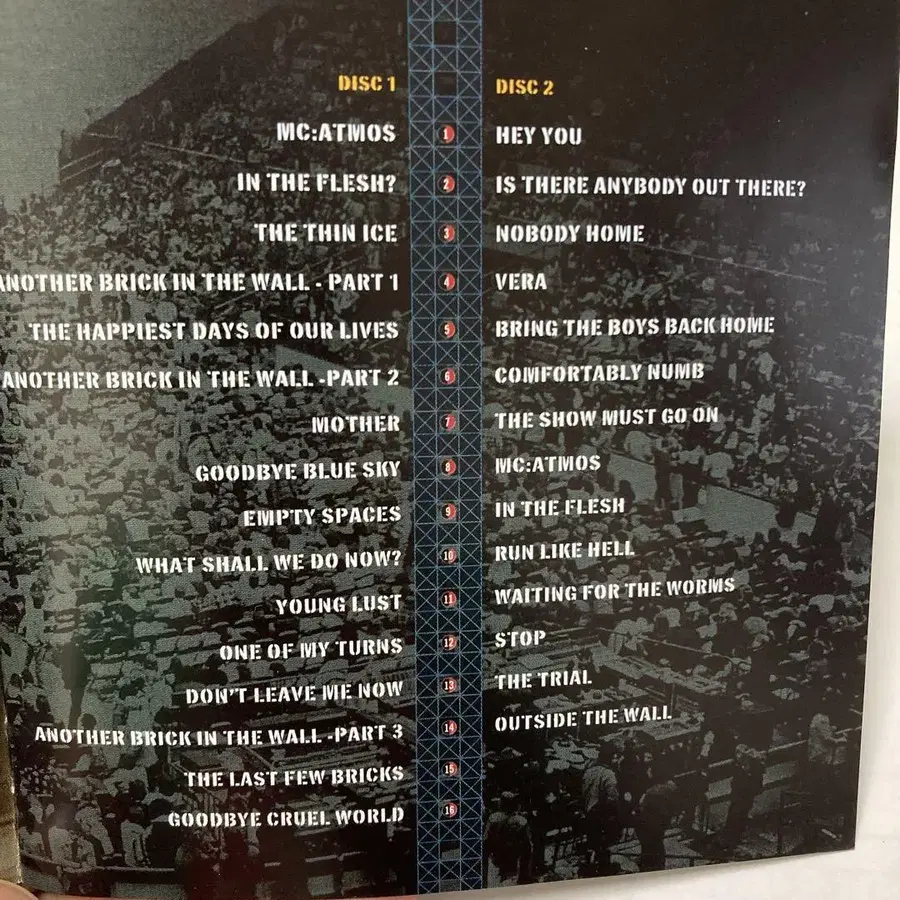 DISC 1
MC:ATMOS
IN THE FLESH?
THE THIN ICE
ANOTHER BRICK IN THE WALL - PART 1
THE HAPPIEST DAYS OF OUR LIVES
ANOTHER BRICK IN THE WALL -PART 2
MOTHER
GOODBYE BLUE SKY
EMPTY SPACES
WHAT SHALL WE DO NOW?
YOUNG LUST
ONE OF MY TURNS
DON'T LEAVE ME NOW
ANOTHER BRICK IN THE WALL -PART 3
THE LAST FEW BRICKS
GOODBYE CRUEL WORLD
1
2
3
4
5
6
7
8
9
10
11
12
13
14
15
16
DISC 2
HEY YOU
IS THERE ANYBODY OUT THERE?
NOBODY HOME
VERA
BRING THE BOYS BACK HOME
COMFORTABLY NUMB
THE SHOW MUST GO ON
MC:ATMOS
IN THE FLESH
RUN LIKE HELL
WAITING FOR THE WORMS
STOP
THE TRIAL
OUTSIDE THE WALL